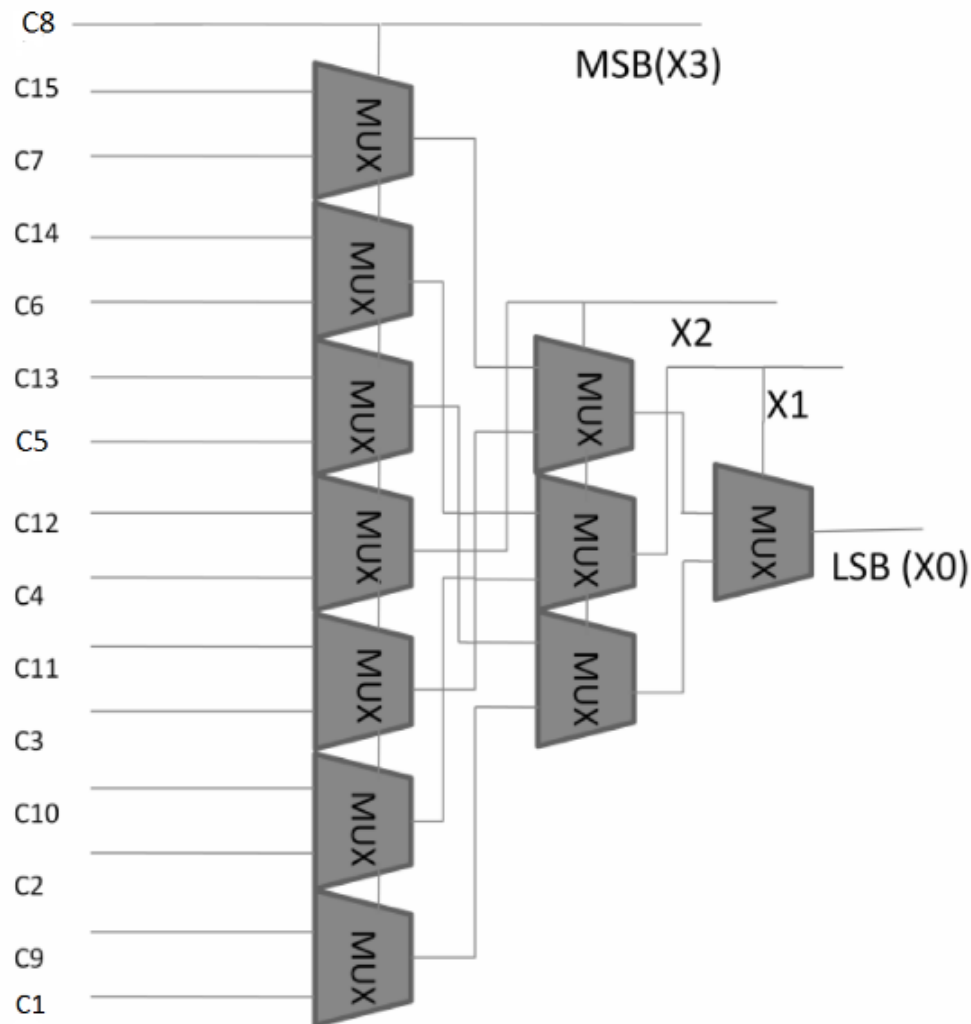 C8
MSB(X3)
C15
MUX
C7
C14
MUX
C6
X2
C13
MUX
MUX
X1
C5
C12
MUX
MUX
MUX
LSB (X0)
C4
C11
MUX
MUX
C3
C10
MUX
C2
C9
MUX
C1